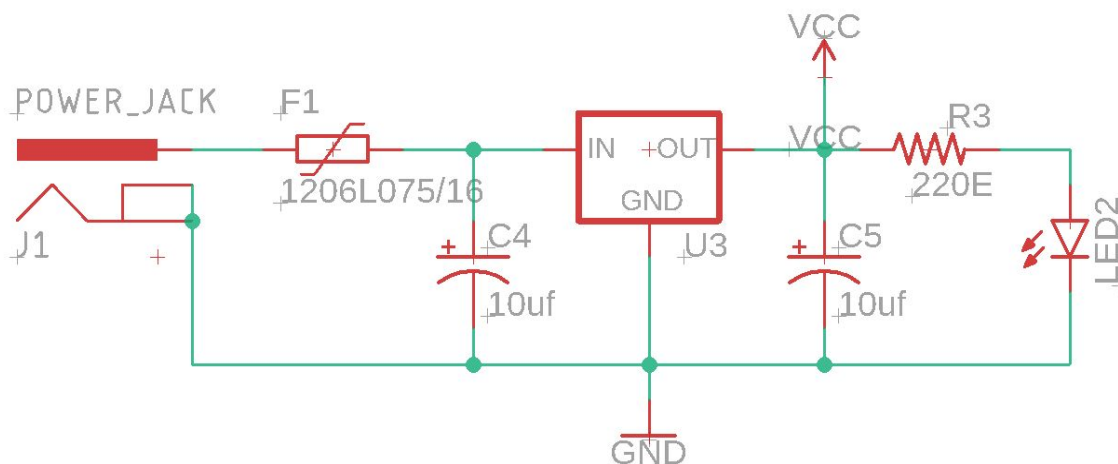 VCC
POWER_JACK
F1
R3
IN
OUT
VCC
1206L075/16
220E
GND
J1
C4
U3
C5
LED2
10uf
10uf
GND